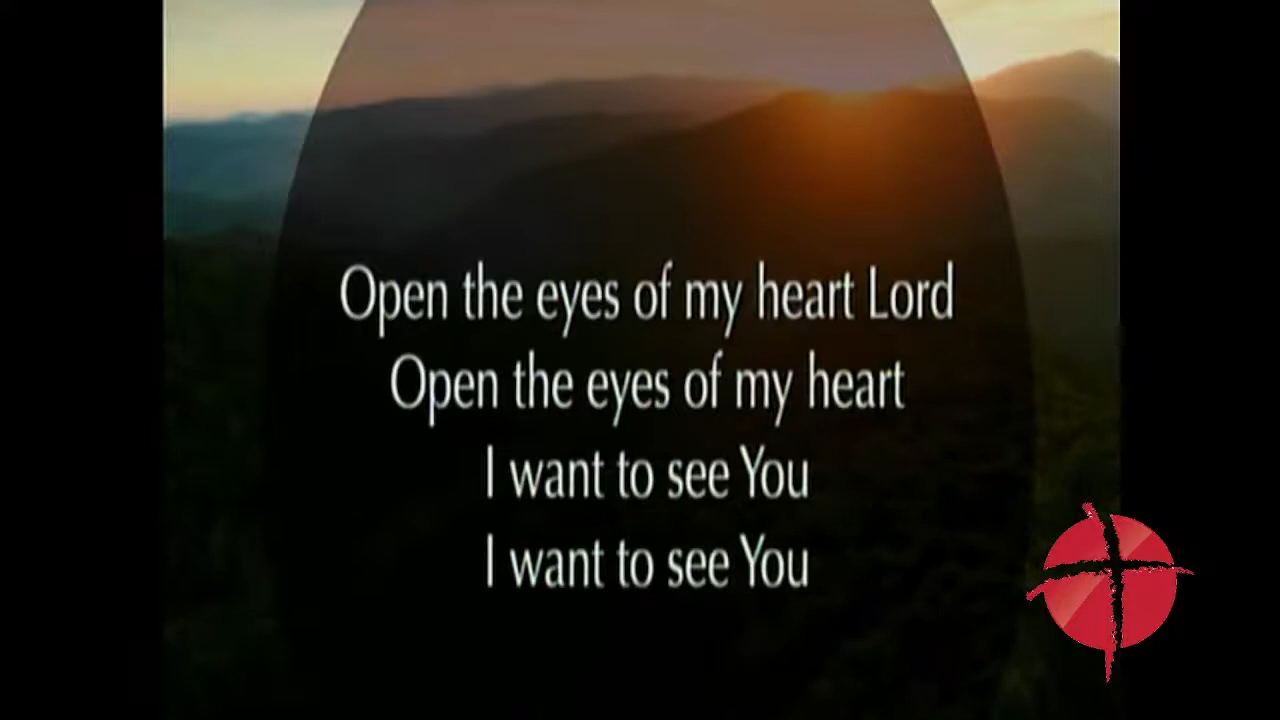 Open the eyes of my heart Lord
Open the eyes of my heart
I want to see You
I want to see You